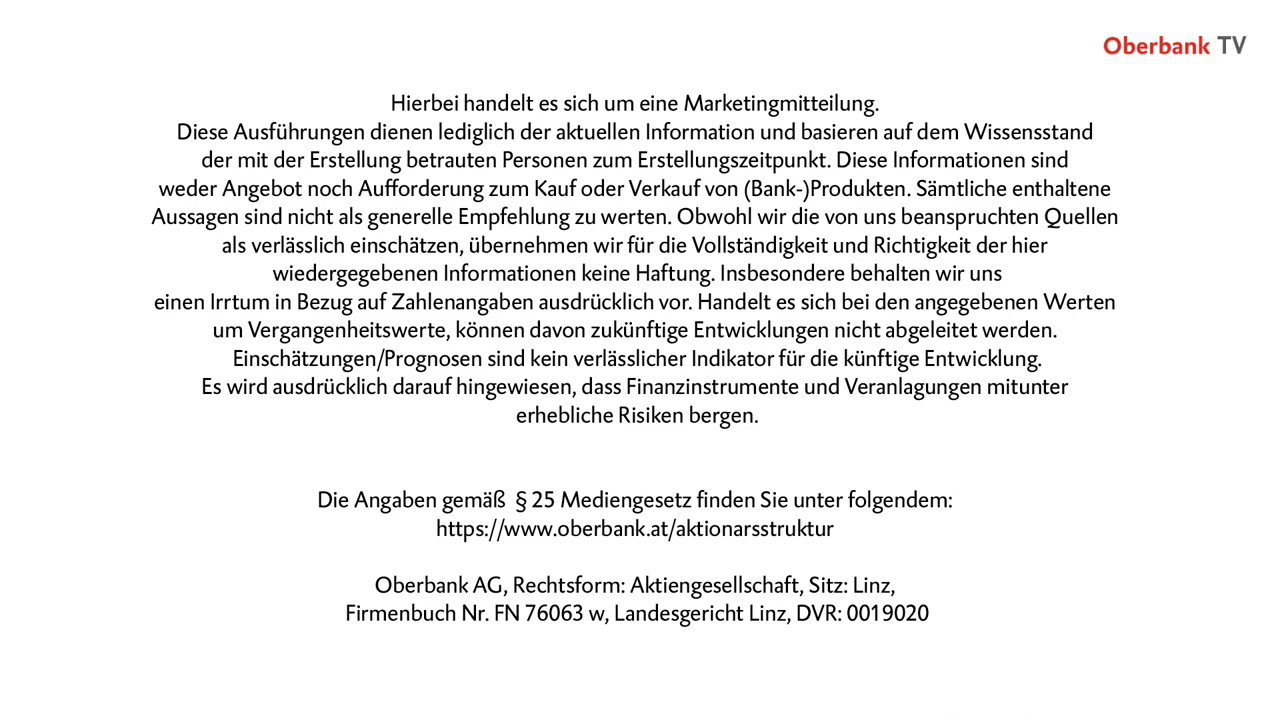 Oberbank TV
Hierbei handelt es sich um eine Marketingmitteilung.
Diese Ausführungen dienen lediglich der aktuellen Information und basieren auf dem Wissensstand
der mit der Erstellung betrauten Personen zum Erstellungszeitpunkt. Diese Informationen sind
weder Angebot noch Aufforderung zum Kauf oder Verkauf von (Bank-)Produkten. Sämtliche enthaltene
Aussagen sind nicht als generelle Empfehlung zu werten. Obwohl wir die von uns beanspruchten Quellen
als verlässlich einschätzen, übernehmen wir für die Vollständigkeit und Richtigkeit der hier
wiedergegebenen Informationen keine Haftung. Insbesondere behalten wir uns
einen Irrtum in Bezug auf Zahlenangaben ausdrücklich vor. Handelt es sich bei den angegebenen Werten
um Vergangenheitswerte, können davon zukünftige Entwicklungen nicht abgeleitet werden.
Einschätzungen/Prognosen sind kein verlässlicher Indikator für die künftige Entwicklung.
Es wird ausdrücklich darauf hingewiesen, dass Finanzinstrumente und Veranlagungen mitunter
erhebliche Risiken bergen.
Die Angaben gemäß § 25 Mediengesetz finden Sie unter folgendem:
https://www.oberbank.at/aktionarsstruktur
Oberbank AG, Rechtsform: Aktiengesellschaft, Sitz: Linz,
Firmenbuch Nr. FN 76063 w, Landesgericht Linz, DVR: 0019020